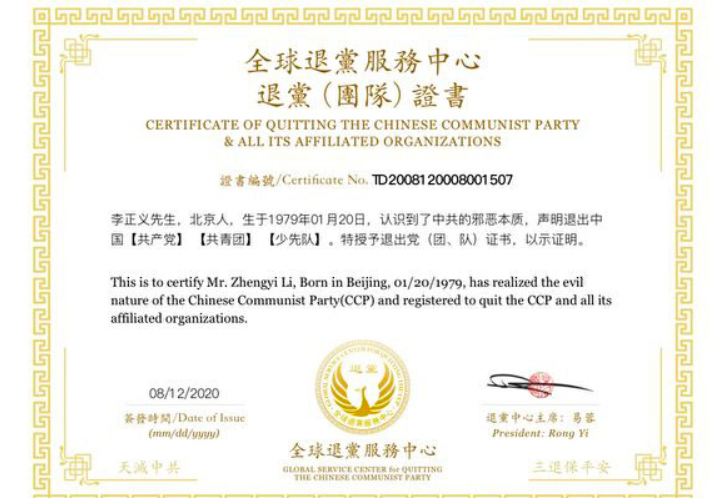 全球退黨服務中心
退黨（團隊）證書
CERTIFICATE OF QUITTING THE CHINESE COMMUNIST PARTY
& ALL ITS AFFILIATED ORGANIZATIONS
證書編號/Certificate No. TD2008120008001507
李正义先生，北京人，生于1979年01月20日，认识到了中共的邪恶本质，声明退出中
国【共产党】【共青团】【少先队】。特授予退出党（团、队）证书，以示证明。
This is to certify Mr. Zhengyi Li, Born in Beijing, 01/20/1979, has realized the evil
nature of the Chinese Communist Party(CCP) and registered to quit the CCP and all its
affiliated organizations.
08/12/2020
簽發時間/Date of Issue
(mm/dd/yyyy)
退黨
GLOBAL SERVICE CENTER FOR QUITTING THE CCP
全球退黨服務中心
全球退黨服務中心
GLOBAL SERVICE CENTER for QUITTING
THE CHINESE COMMUNIST PARTY
退黨中心主席：易蓉
President: Rong Yi
天滅中共
三退保平安